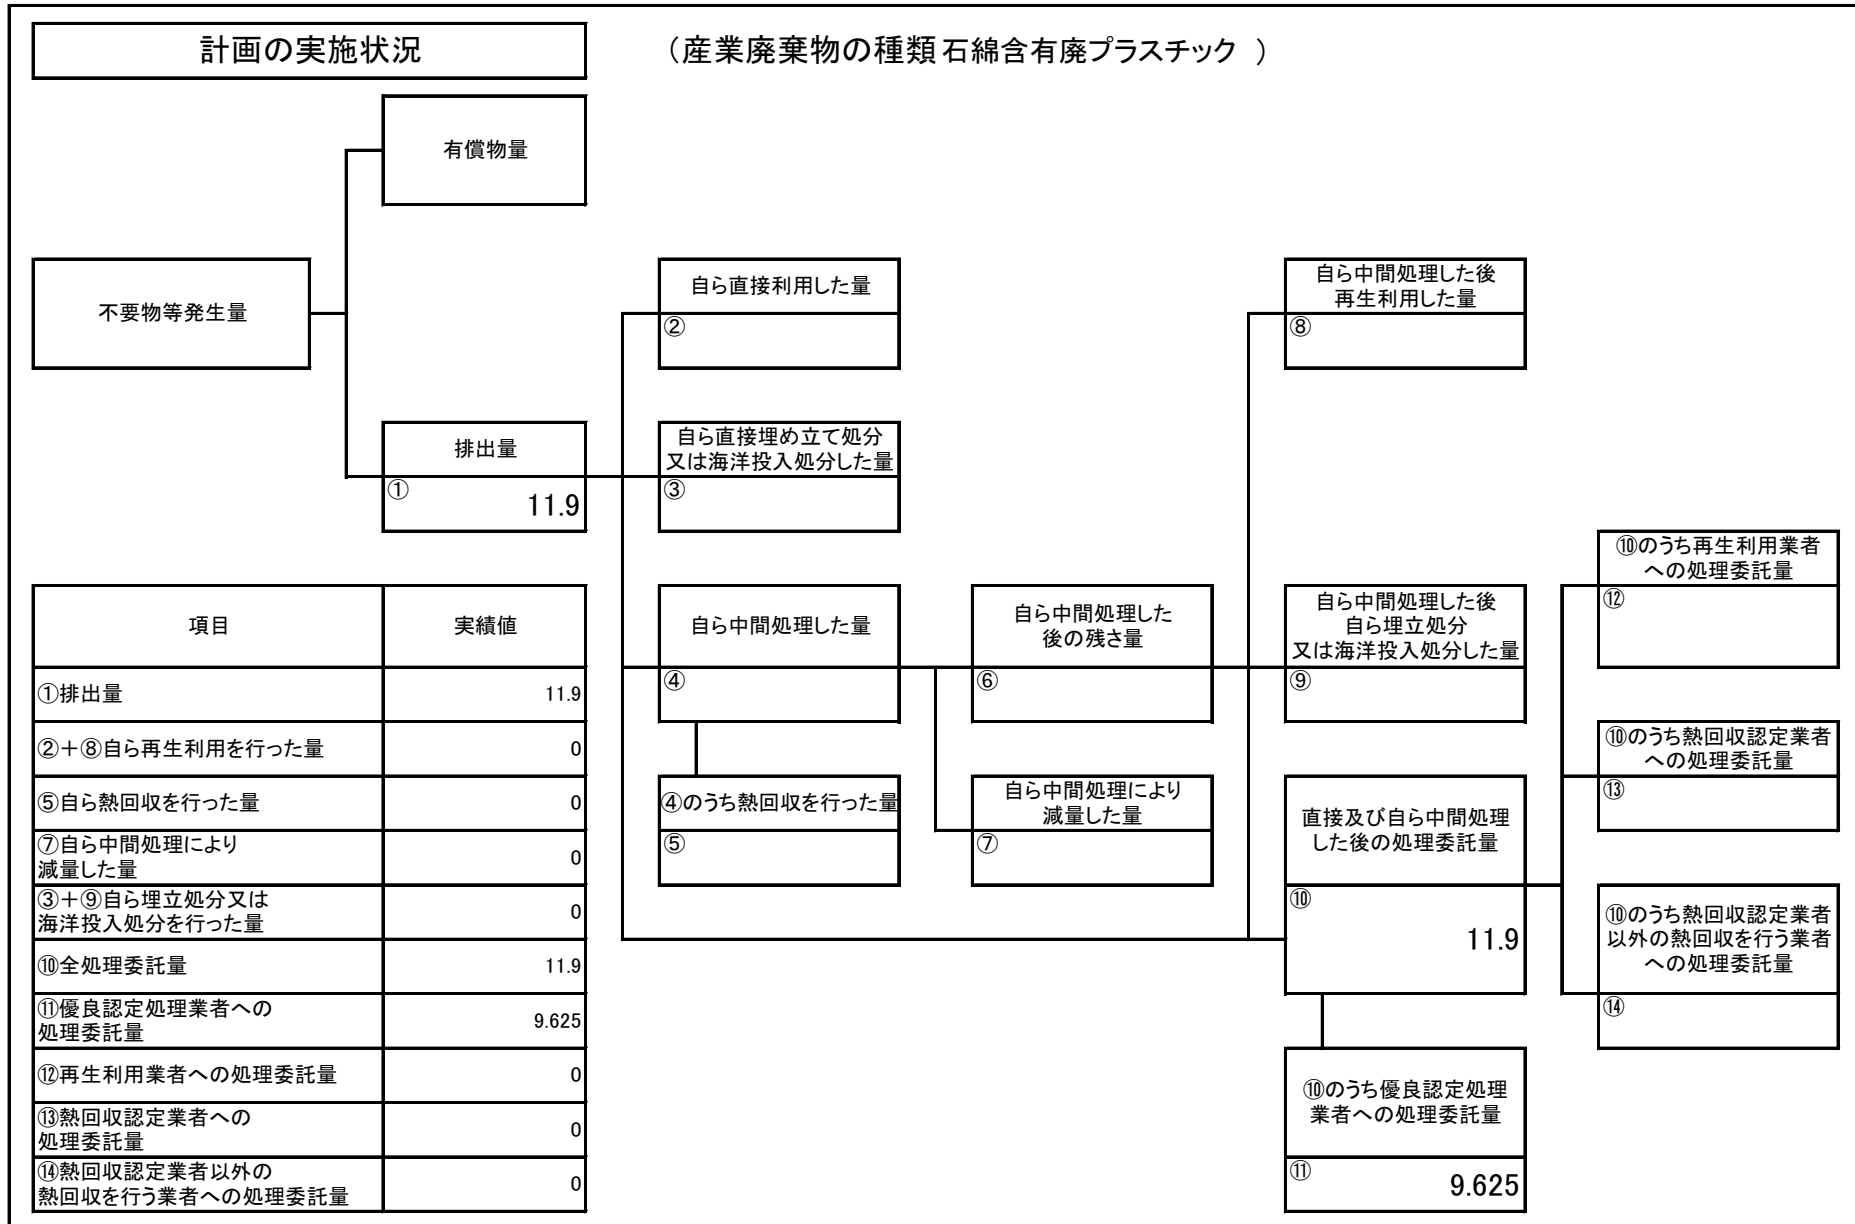 計画の実施状況
（産業廃棄物の種類 石綿含有廃プラスチック ）
有償物量
不要物等発生量
自ら直接利用した量
②
自ら中間処理した後
再生利用した量
⑧
排出量
①
11.9
自ら直接埋め立て処分
又は海洋投入処分した量
③
⑩のうち再生利用業者
への処理委託量
⑫
自ら中間処理した量
④
自ら中間処理した
後の残さ量
⑥
自ら中間処理した後
自ら埋立処分
又は海洋投入処分した量
⑨
⑩のうち熱回収認定業者
への処理委託量
⑬
④のうち熱回収を行った量
⑤
自ら中間処理により
減量した量
⑦
直接及び自ら中間処理
した後の処理委託量
⑩
11.9
⑩のうち熱回収認定業者
以外の熱回収を行う業者
への処理委託量
⑭
⑩のうち優良認定処理
業者への処理委託量
⑪
9.625
項目 実績値
①排出量 11.9
②＋⑧自ら再生利用を行った量 0
⑤自ら熱回収を行った量 0
⑦自ら中間処理により
減量した量 0
③＋⑨自ら埋立処分又は
海洋投入処分を行った量 0
⑩全処理委託量 11.9
⑪優良認定処理業者への
処理委託量 9.625
⑫再生利用業者への処理委託量 0
⑬熱回収認定業者への
処理委託量 0
⑭熱回収認定業者以外の
熱回収を行う業者への処理委託量 0